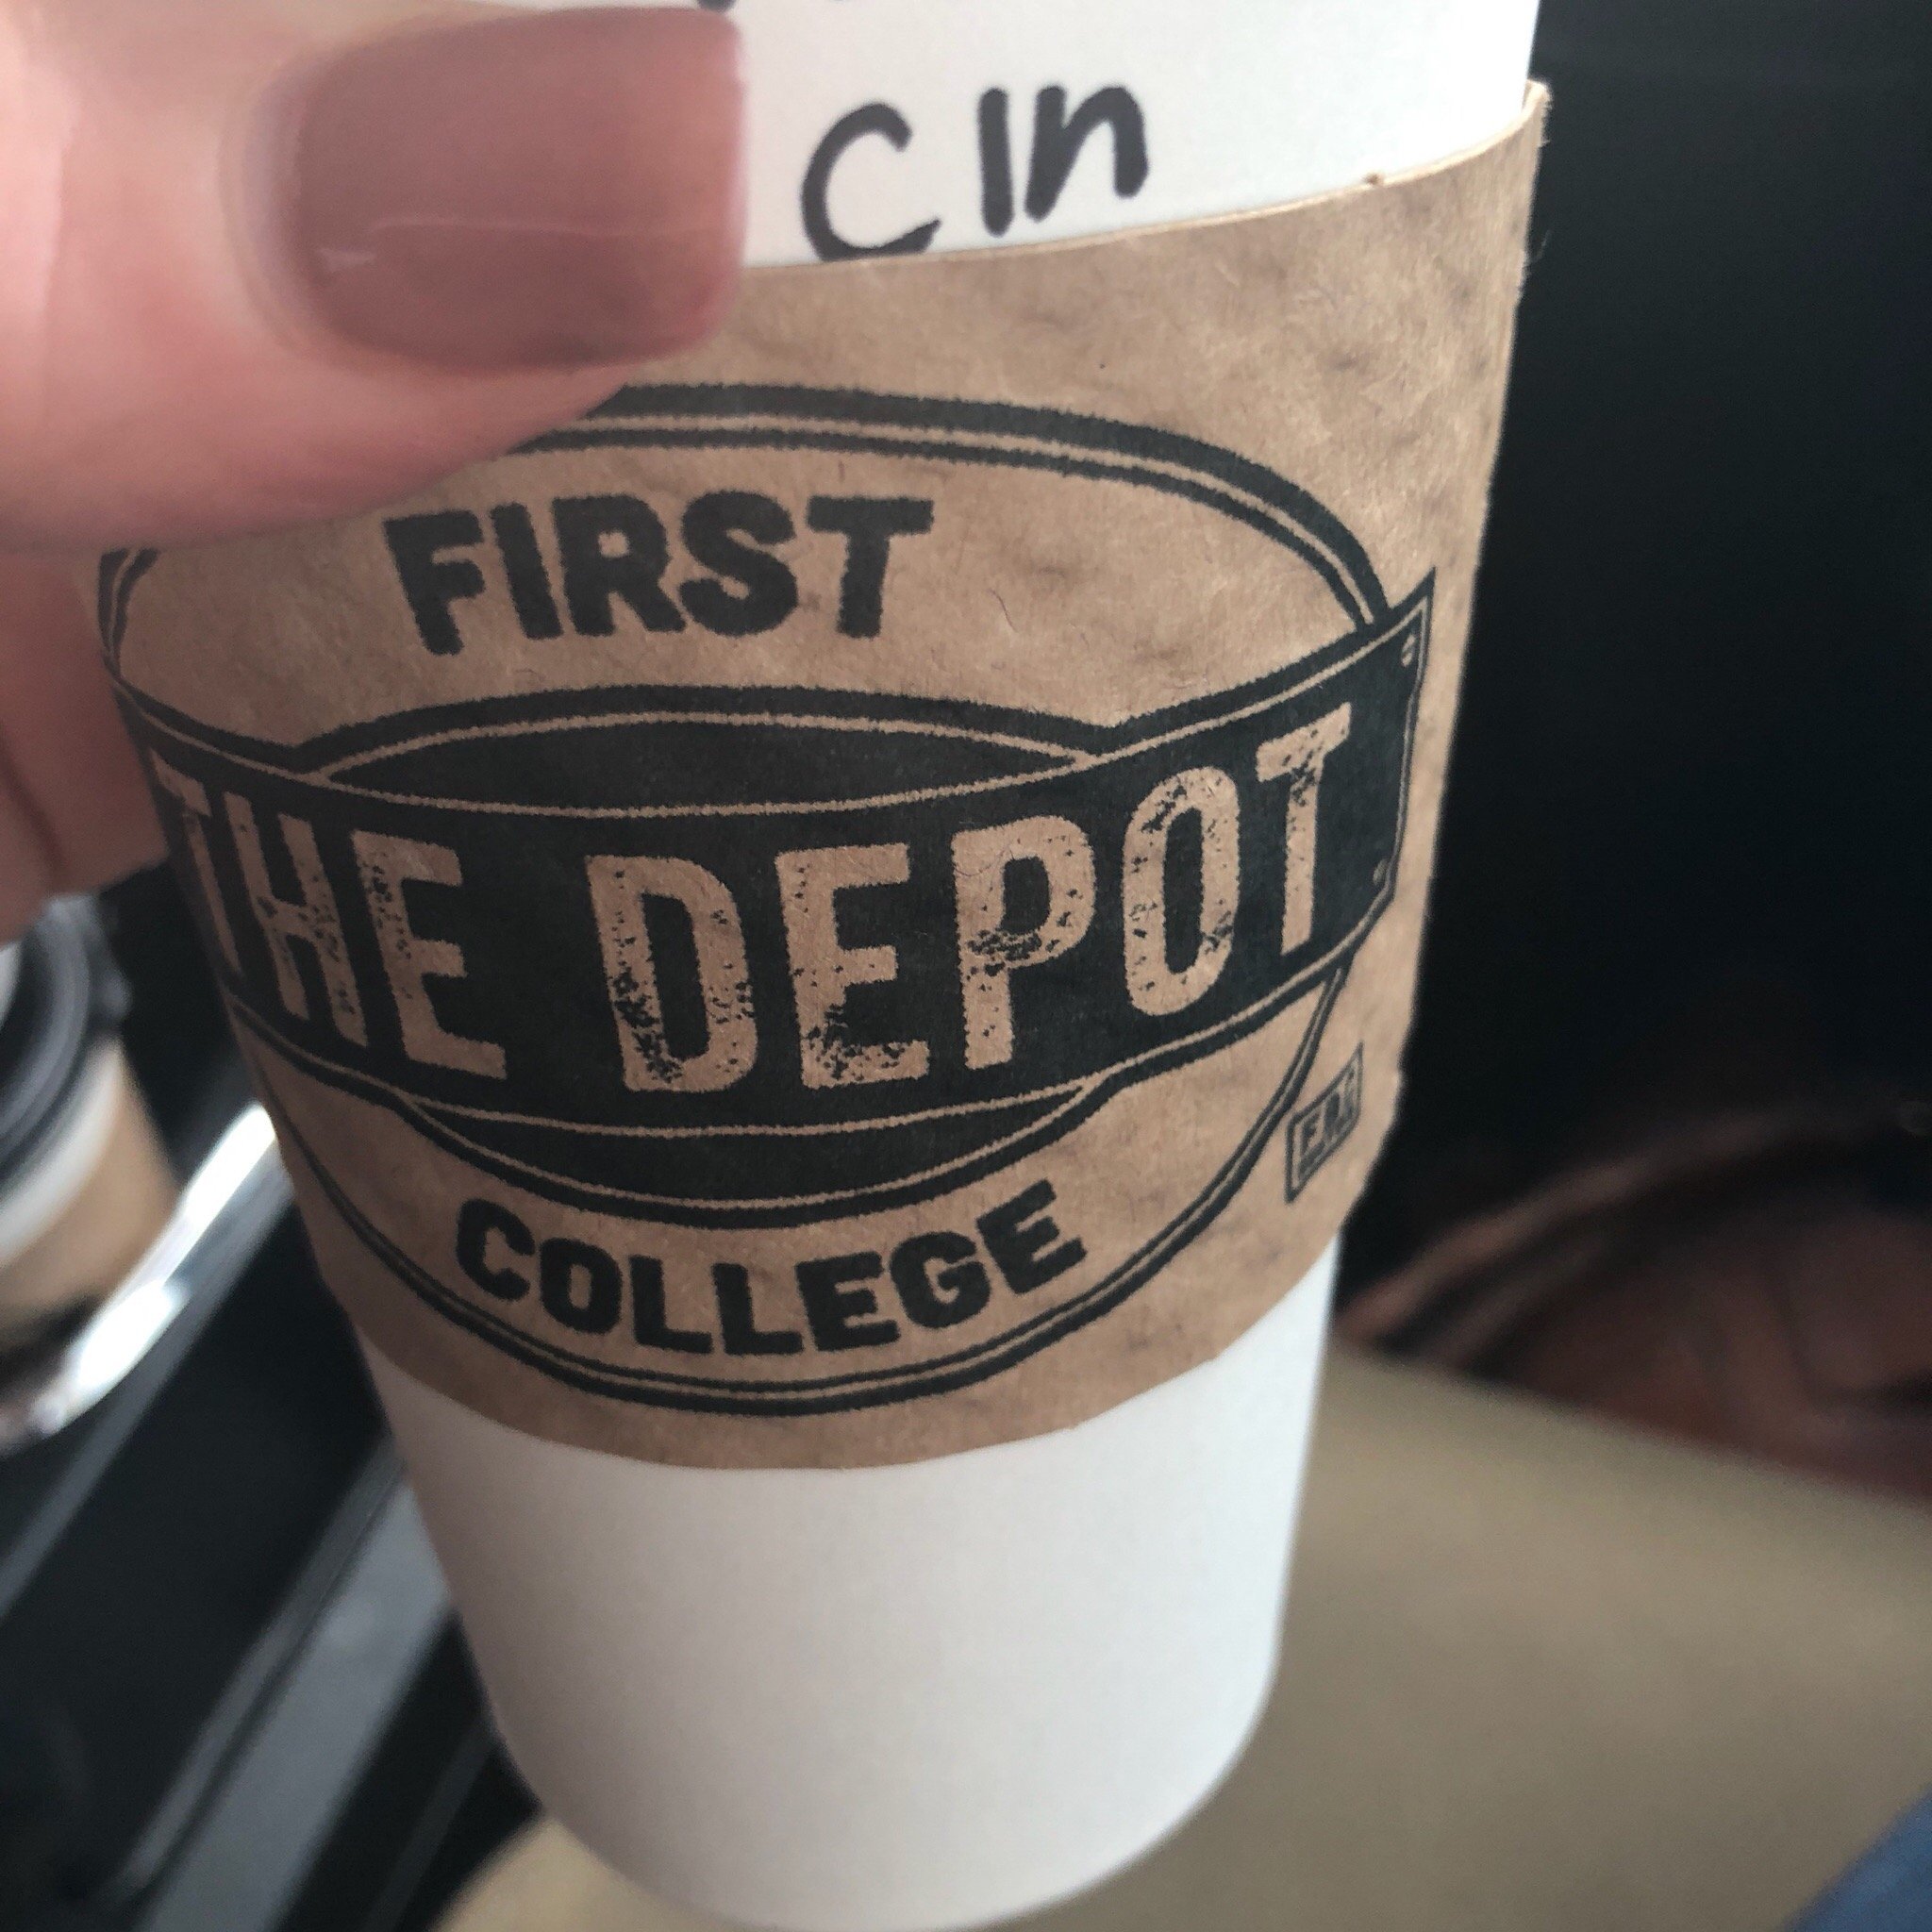 cin
FIRST
THE DEPOT
COLLEGE